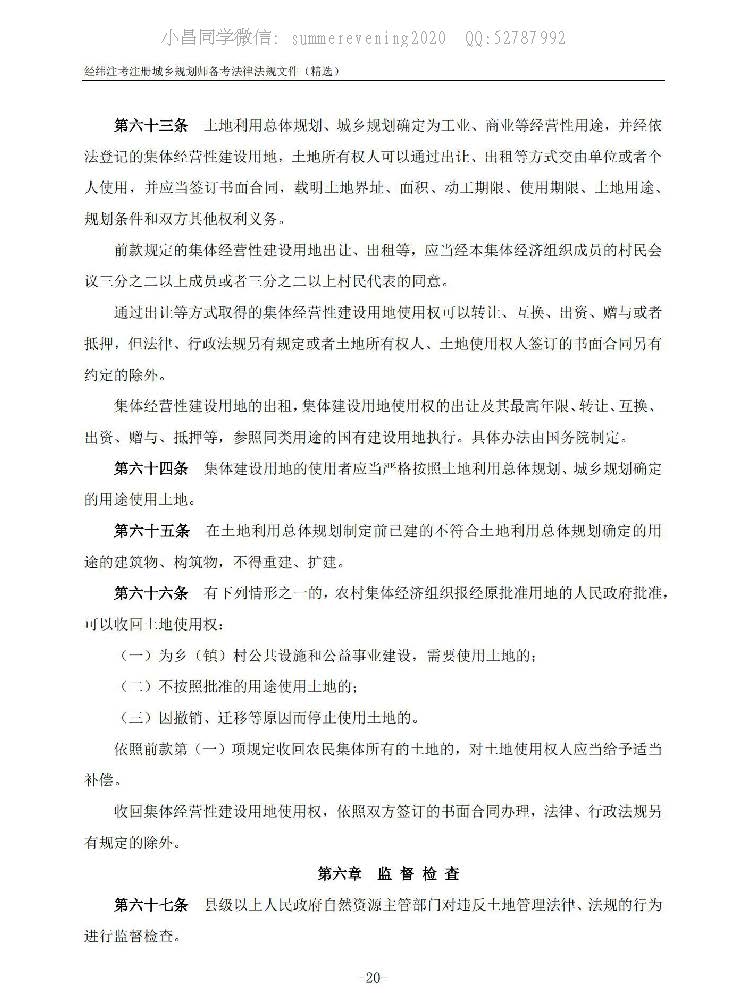 小昌同学微信: summerevening2020 QQ:52787992
经纬注考注册城乡规划师备考法律法规文件（精选）
第六十三条 土地利用总体规划、城乡规划确定为工业、商业等经营性用途，并经依
法登记的集体经营性建设用地，土地所有权人可以通过出让、出租等方式交由单位或者个
人使用，并应当签订书面合同，载明土地界址、面积、动工期限、使用期限、土地用途、
规划条件和双方其他权利义务。
前款规定的集体经营性建设用地出让、出租等，应当经本集体经济组织成员的村民会
议三分之二以上成员或者三分之二以上村民代表的同意。
通过出让等方式取得的集体经营性建设用地使用权可以转让、互换、出资、赠与或者
抵押，但法律、行政法规另有规定或者土地所有权人、土地使用权人签订的书面合同另有
约定的除外。
集体经营性建设用地的出租，集体建设用地使用权的出让及其最高年限、转让、互换、
出资、赠与、抵押等，参照同类用途的国有建设用地执行。具体办法由国务院制定。
第六十四条 集体建设用地的使用者应当严格按照土地利用总体规划、城乡规划确定
的用途使用土地。
第六十五条 在土地利用总体规划制定前已建的不符合土地利用总体规划确定的用
途的建筑物、构筑物，不得重建、扩建。
第六十六条 有下列情形之一的，农村集体经济组织报经原批准用地的人民政府批准，
可以收回土地使用权：
（一）为乡（镇）村公共设施和公益事业建设，需要使用土地的；
（二）不按照批准的用途使用土地的；
（三）因撤销、迁移等原因而停止使用土地的。
依照前款第（一）项规定收回农民集体所有的土地的，对土地使用权人应当给予适当
补偿。
收回集体经营性建设用地使用权，依照双方签订的书面合同办理，法律、行政法规另
有规定的除外。
第六章 监 督 检 查
第六十七条 县级以上人民政府自然资源主管部门对违反土地管理法律、法规的行为
进行监督检查。
-20-